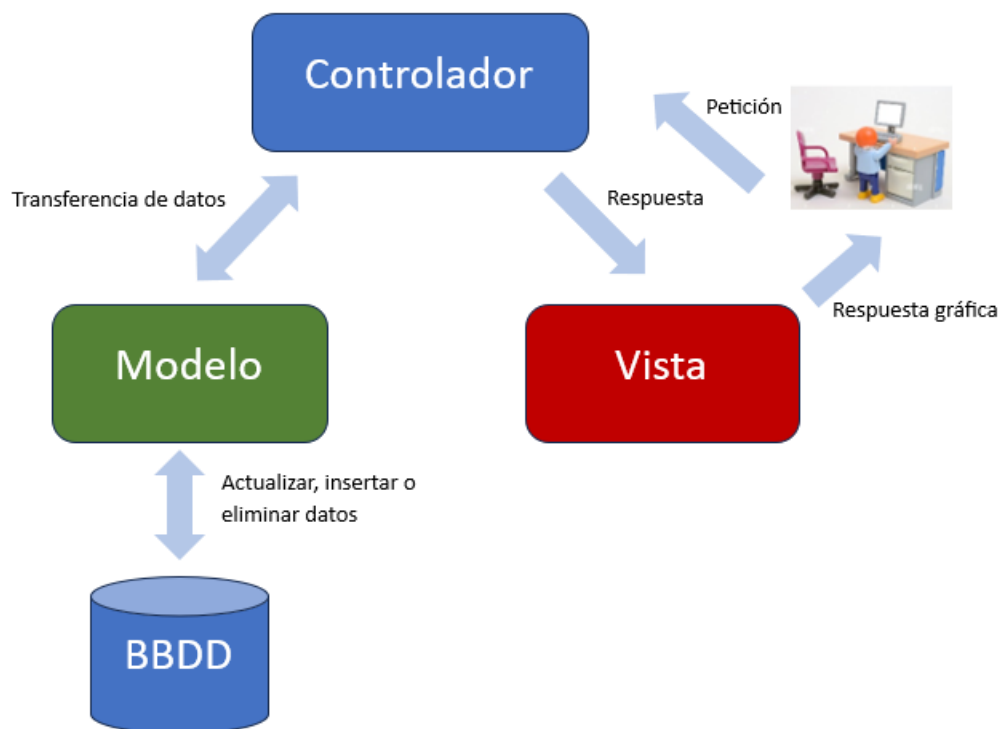 Controlador
Petición
Transferencia de datos
Respuesta
Respuesta gráfica
Modelo
Vista
Actualizar, insertar o
eliminar datos
BBDD